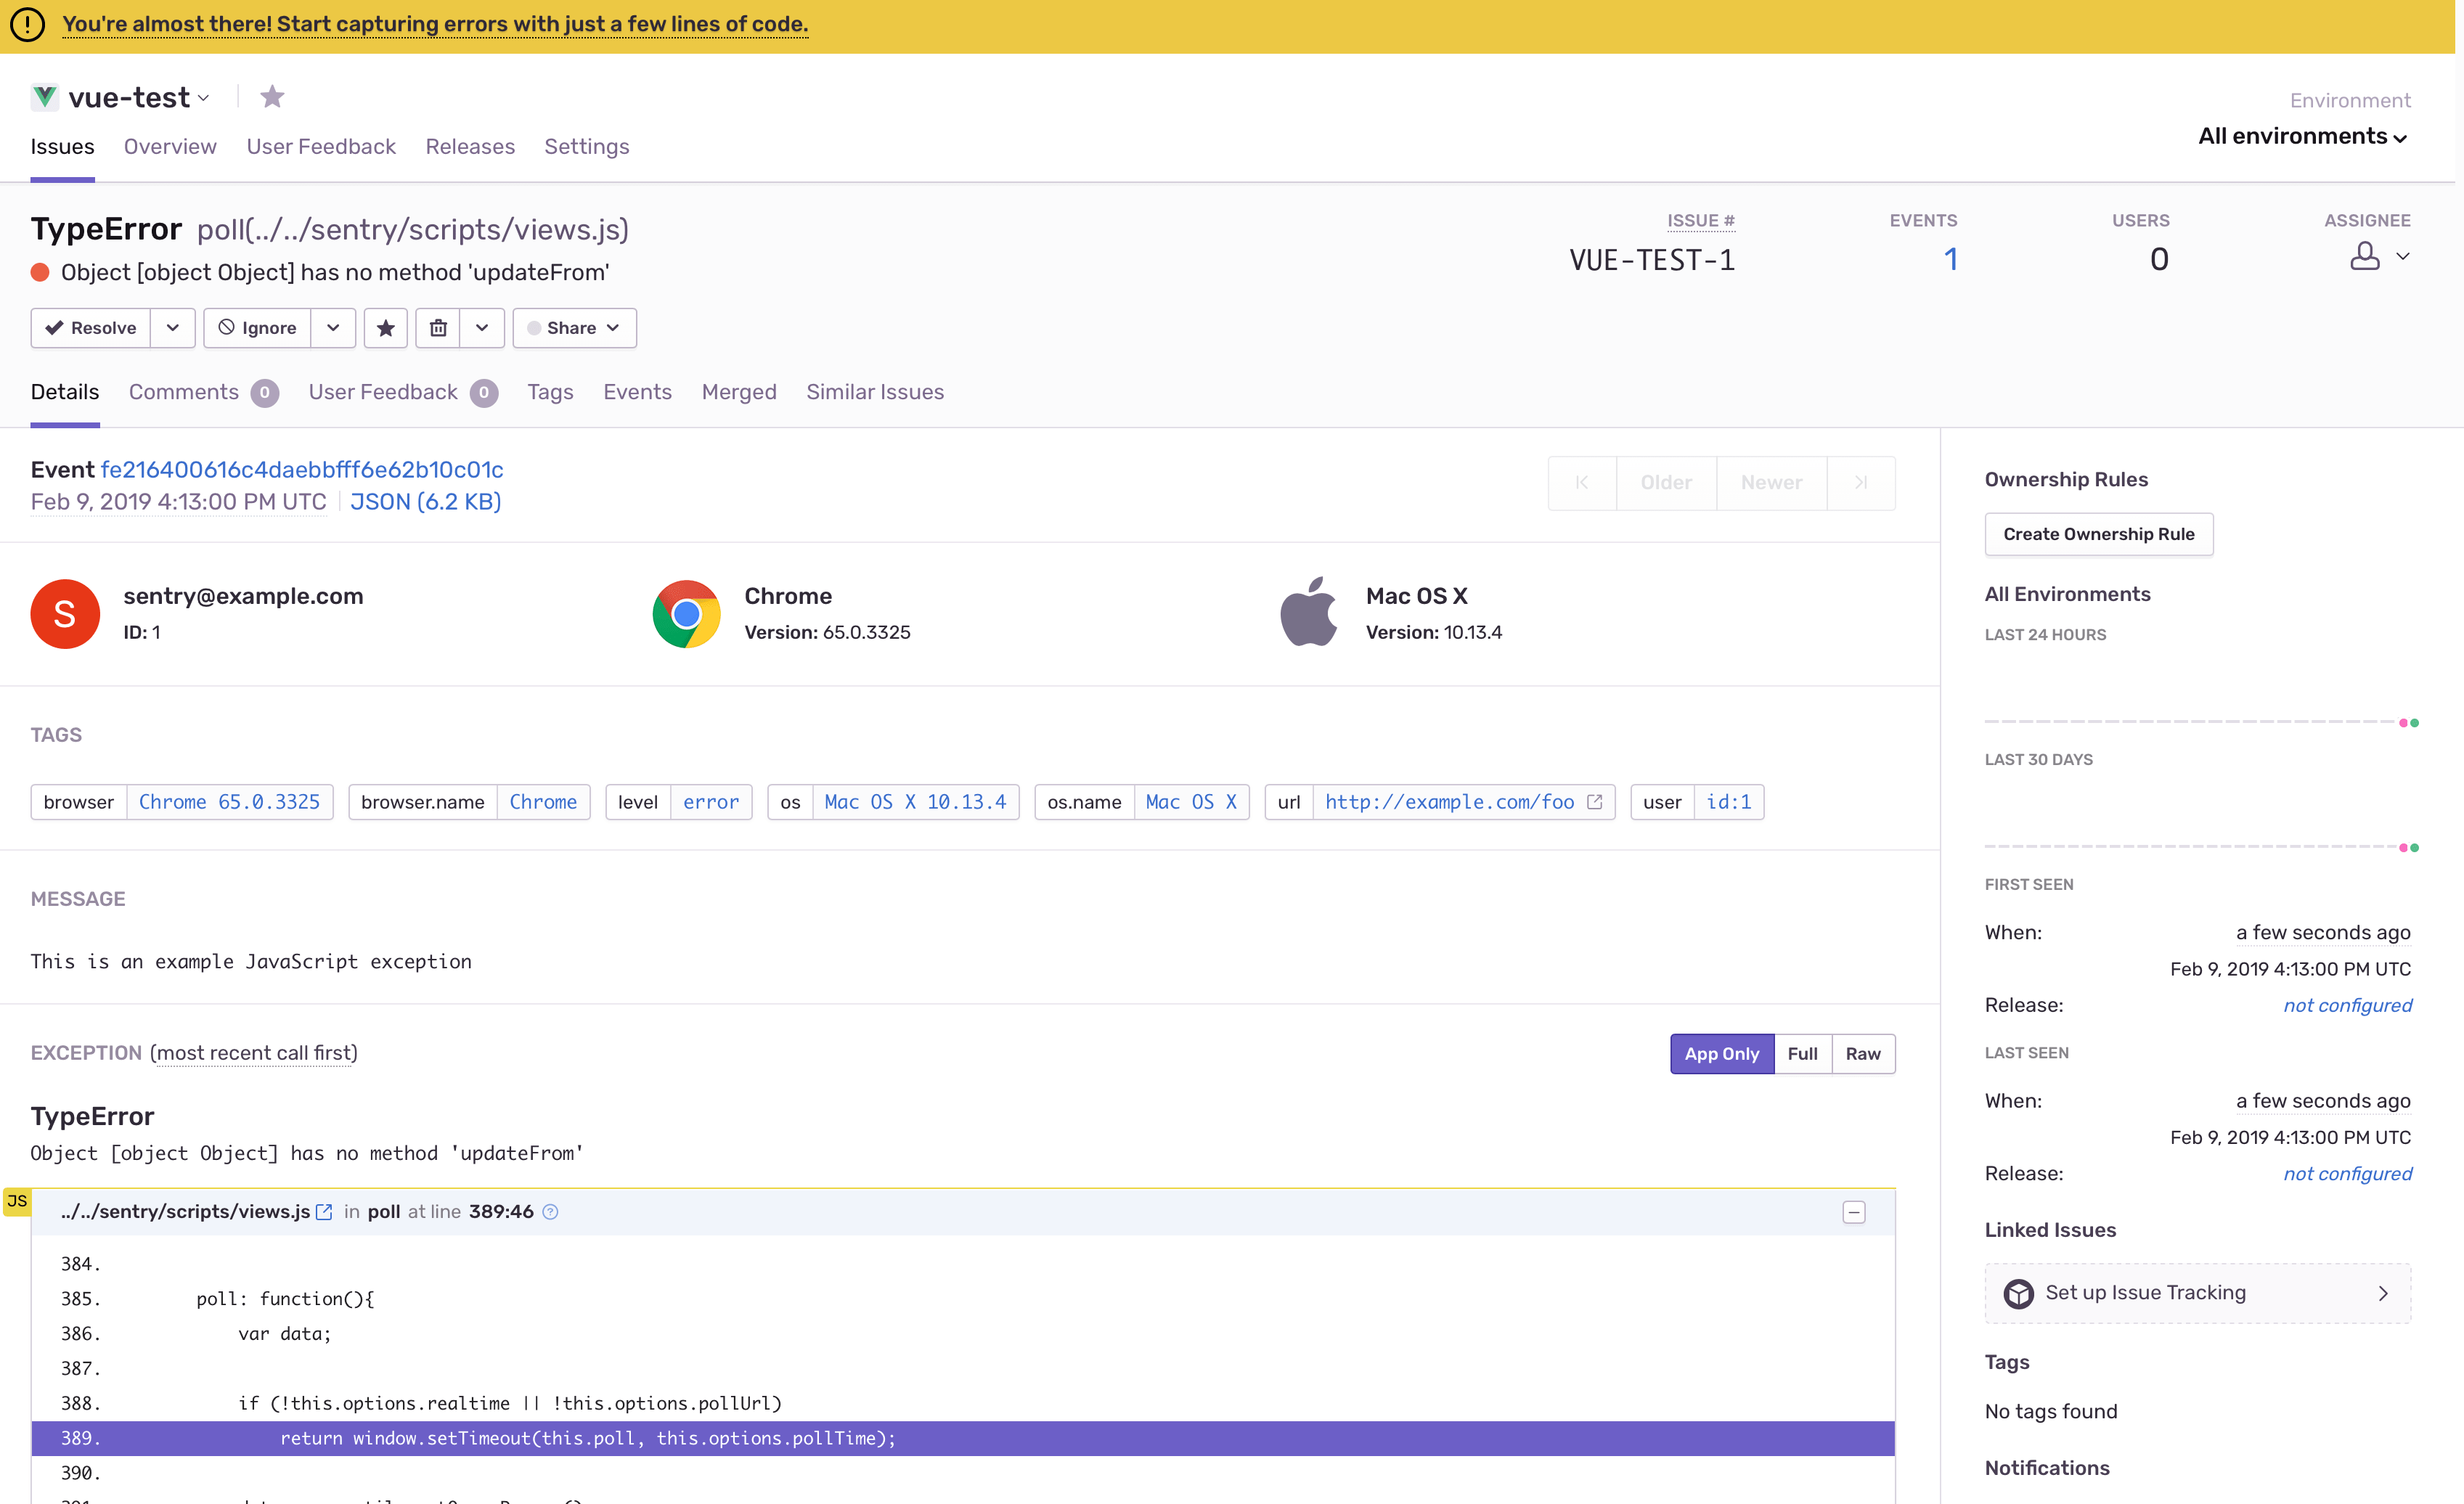 You're almost there! Start capturing errors with just a few lines of code.
vue-test
Issues Overview User Feedback Releases Settings
Environment
All environments
TypeError poll(../../sentry/scripts/views.js)
Object [object Object] has no method 'updateFrom'
ISSUE # EVENTS USERS ASSIGNEE
VUE-TEST-1 1 0
Resolve Ignore Share
Details Comments 0 User Feedback 0 Tags Events Merged Similar Issues
Event fe216400616c4daebbfff6e62b10c01c
Feb 9, 2019 4:13:00 PM UTC JSON (6.2 KB)
Older Newer
S
sentry@example.com
ID: 1
Chrome
Version: 65.0.3325
Mac OS X
Version: 10.13.4
TAGS
browser Chrome 65.0.3325 browser.name Chrome level error os Mac OS X 10.13.4 os.name Mac OS X url http://example.com/foo user id:1
MESSAGE
This is an example JavaScript exception
EXCEPTION (most recent call first)
App Only Full Raw
TypeError
Object [object Object] has no method 'updateFrom'
JS
../../sentry/scripts/views.js in poll at line 389:46 ?
384.
385. poll: function(){
386. var data;
387.
388. if (!this.options.realtime || !this.options.pollUrl)
389. return window.setTimeout(this.poll, this.options.pollTime);
390.
Ownership Rules
Create Ownership Rule
All Environments
LAST 24 HOURS
LAST 30 DAYS
FIRST SEEN
When: a few seconds ago
Feb 9, 2019 4:13:00 PM UTC
Release: not configured
LAST SEEN
When: a few seconds ago
Feb 9, 2019 4:13:00 PM UTC
Release: not configured
Linked Issues
Set up Issue Tracking
Tags
No tags found
Notifications